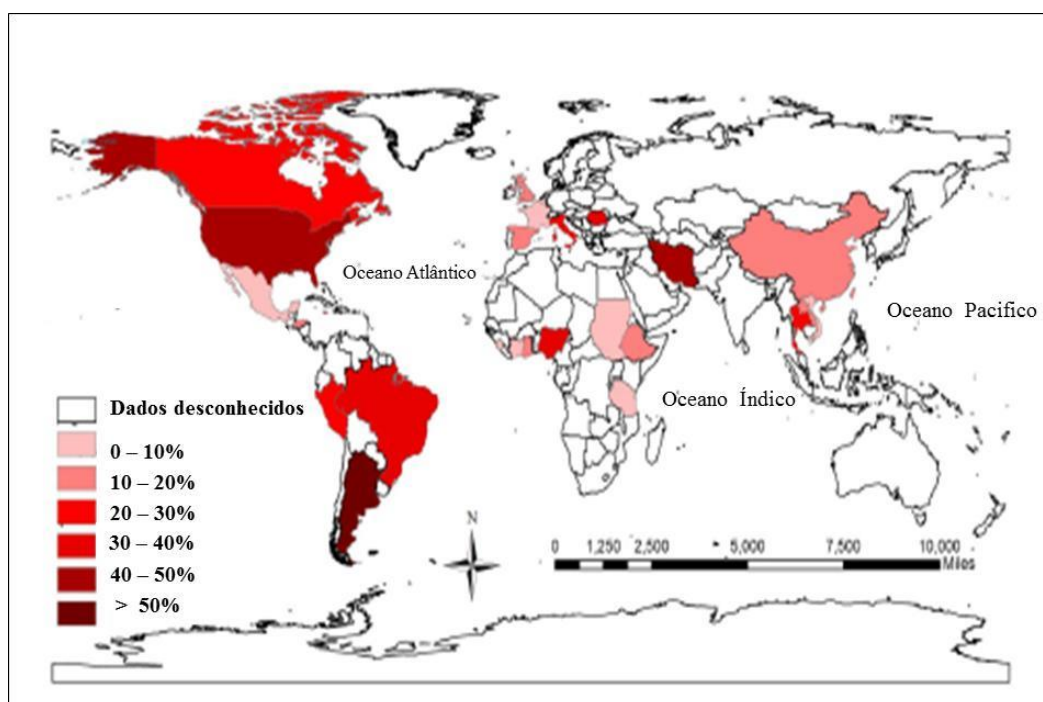 Oceano Atlântico
Oceano Pacifico
Oceano Índico
Dados desconhecidos
0 – 10%
10 – 20%
20 – 30%
30 – 40%
40 – 50%
> 50%
N
0 1,250 2,500 5,000 7,500 10,000
Miles